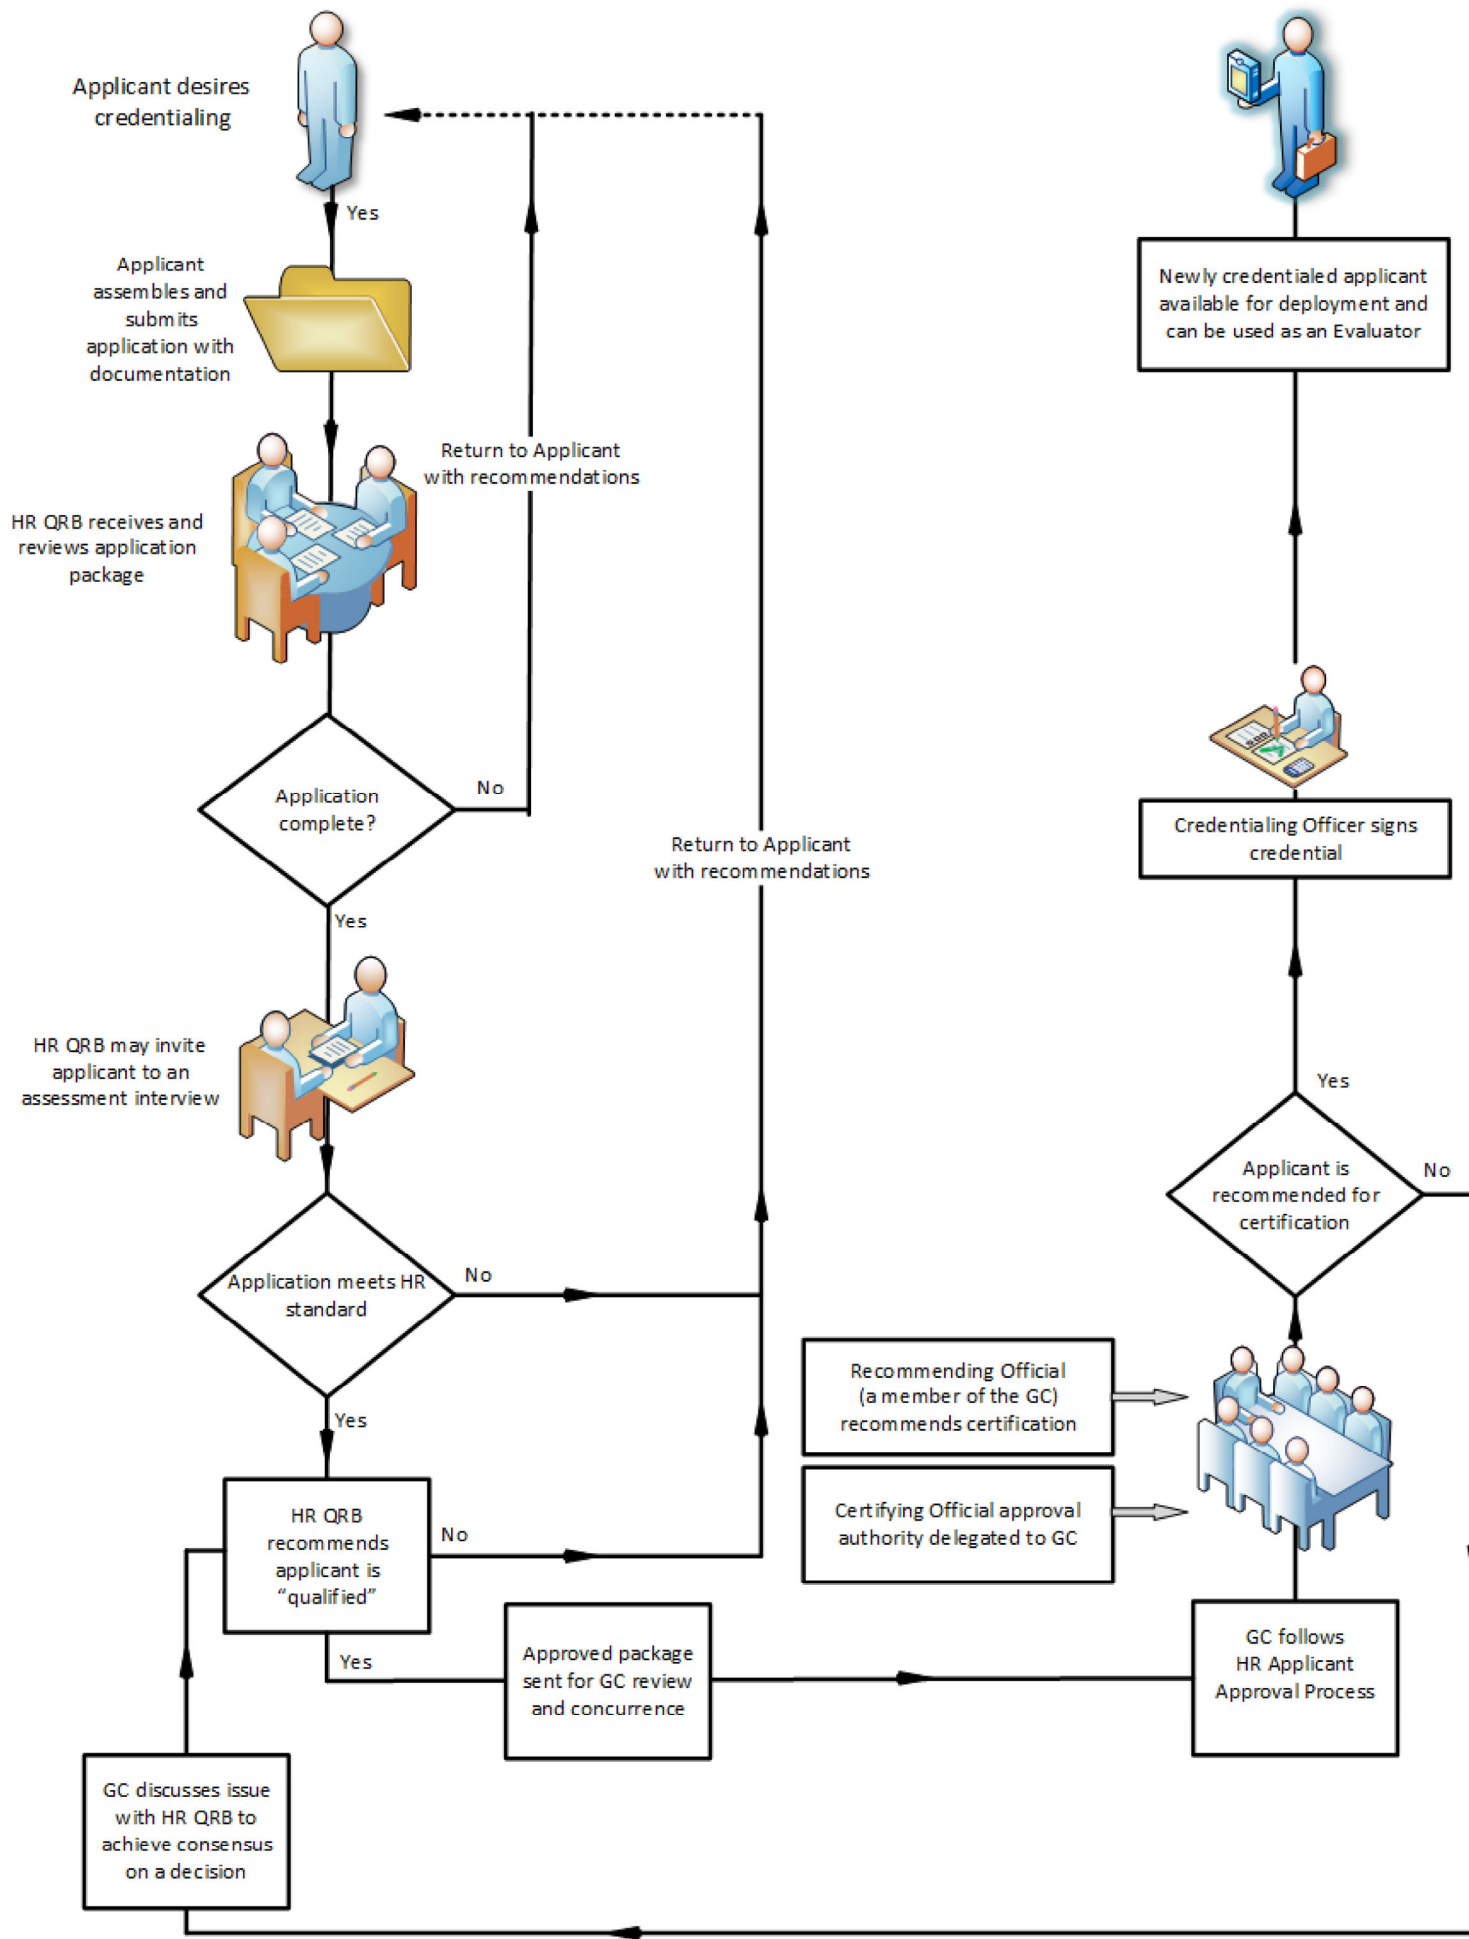 Applicant desires
credentialing
Yes
Applicant
assembles and
submits
application with
documentation
Return to Applicant
with recommendations
HR QRB receives and
reviews application
package
Application
complete?
No
Yes
Return to Applicant
with recommendations
HR QRB may invite
applicant to an
assessment interview
Application meets HR
standard
No
Yes
HR QRB
recommends
applicant is
“qualified”
No
Yes
Approved package
sent for GC review
and concurrence
GC discusses issue
with HR QRB to
achieve consensus
on a decision
Newly credentialed applicant
available for deployment and
can be used as an Evaluator
Credentialing Officer signs
credential
Yes
Applicant is
recommended for
certification
No
Recommending Official
(a member of the GC)
recommends certification
Certifying Official approval
authority delegated to GC
GC follows
HR Applicant
Approval Process